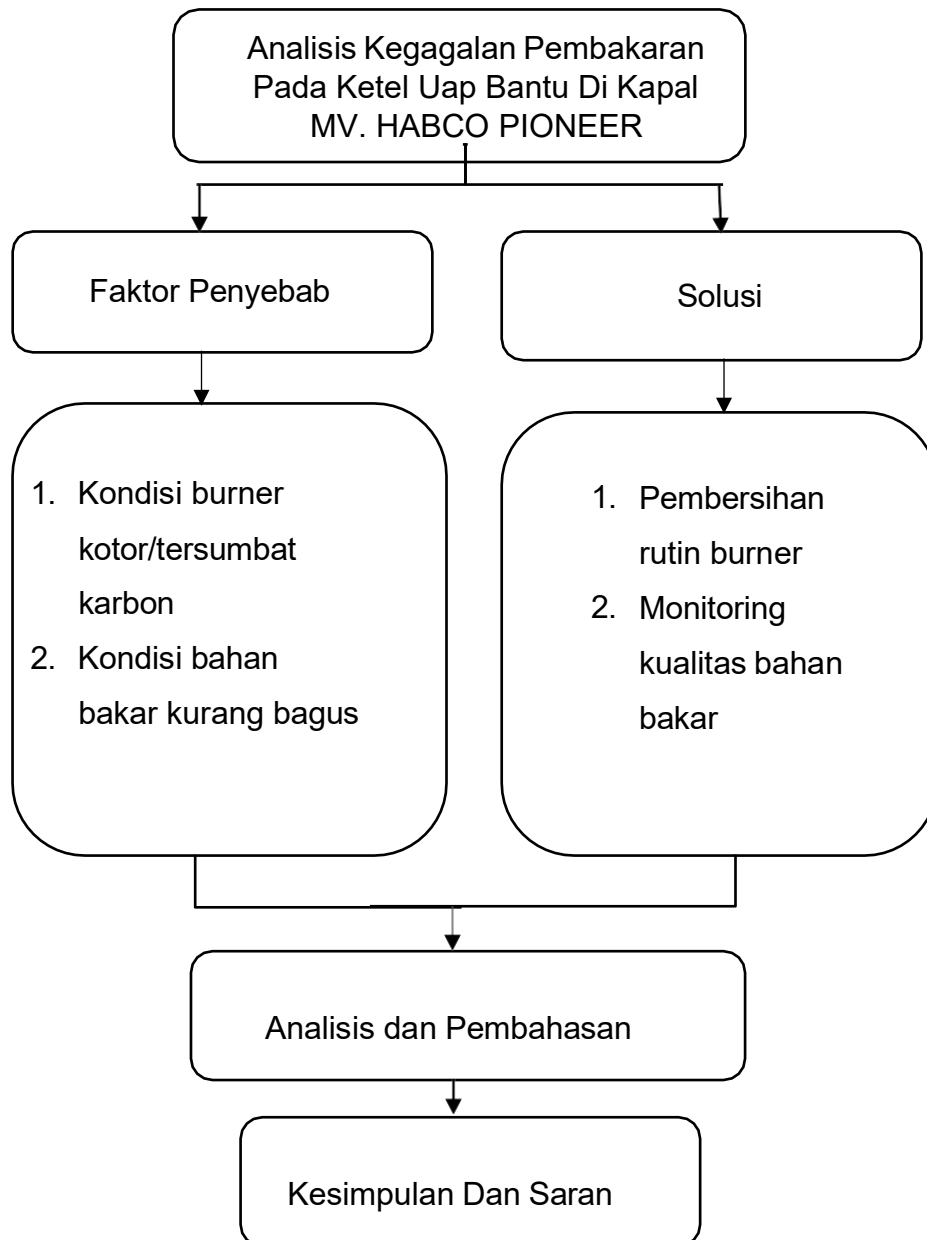 Analisis Kegagalan Pembakaran
Pada Ketel Uap Bantu Di Kapal
MV. HABCO PIONEER
Faktor Penyebab
Solusi
1. Kondisi burner
kotor/tersumbat
karbon
2. Kondisi bahan
bakar kurang bagus
1. Pembersihan
rutin burner
2. Monitoring
kualitas bahan
bakar
Analisis dan Pembahasan
Kesimpulan Dan Saran